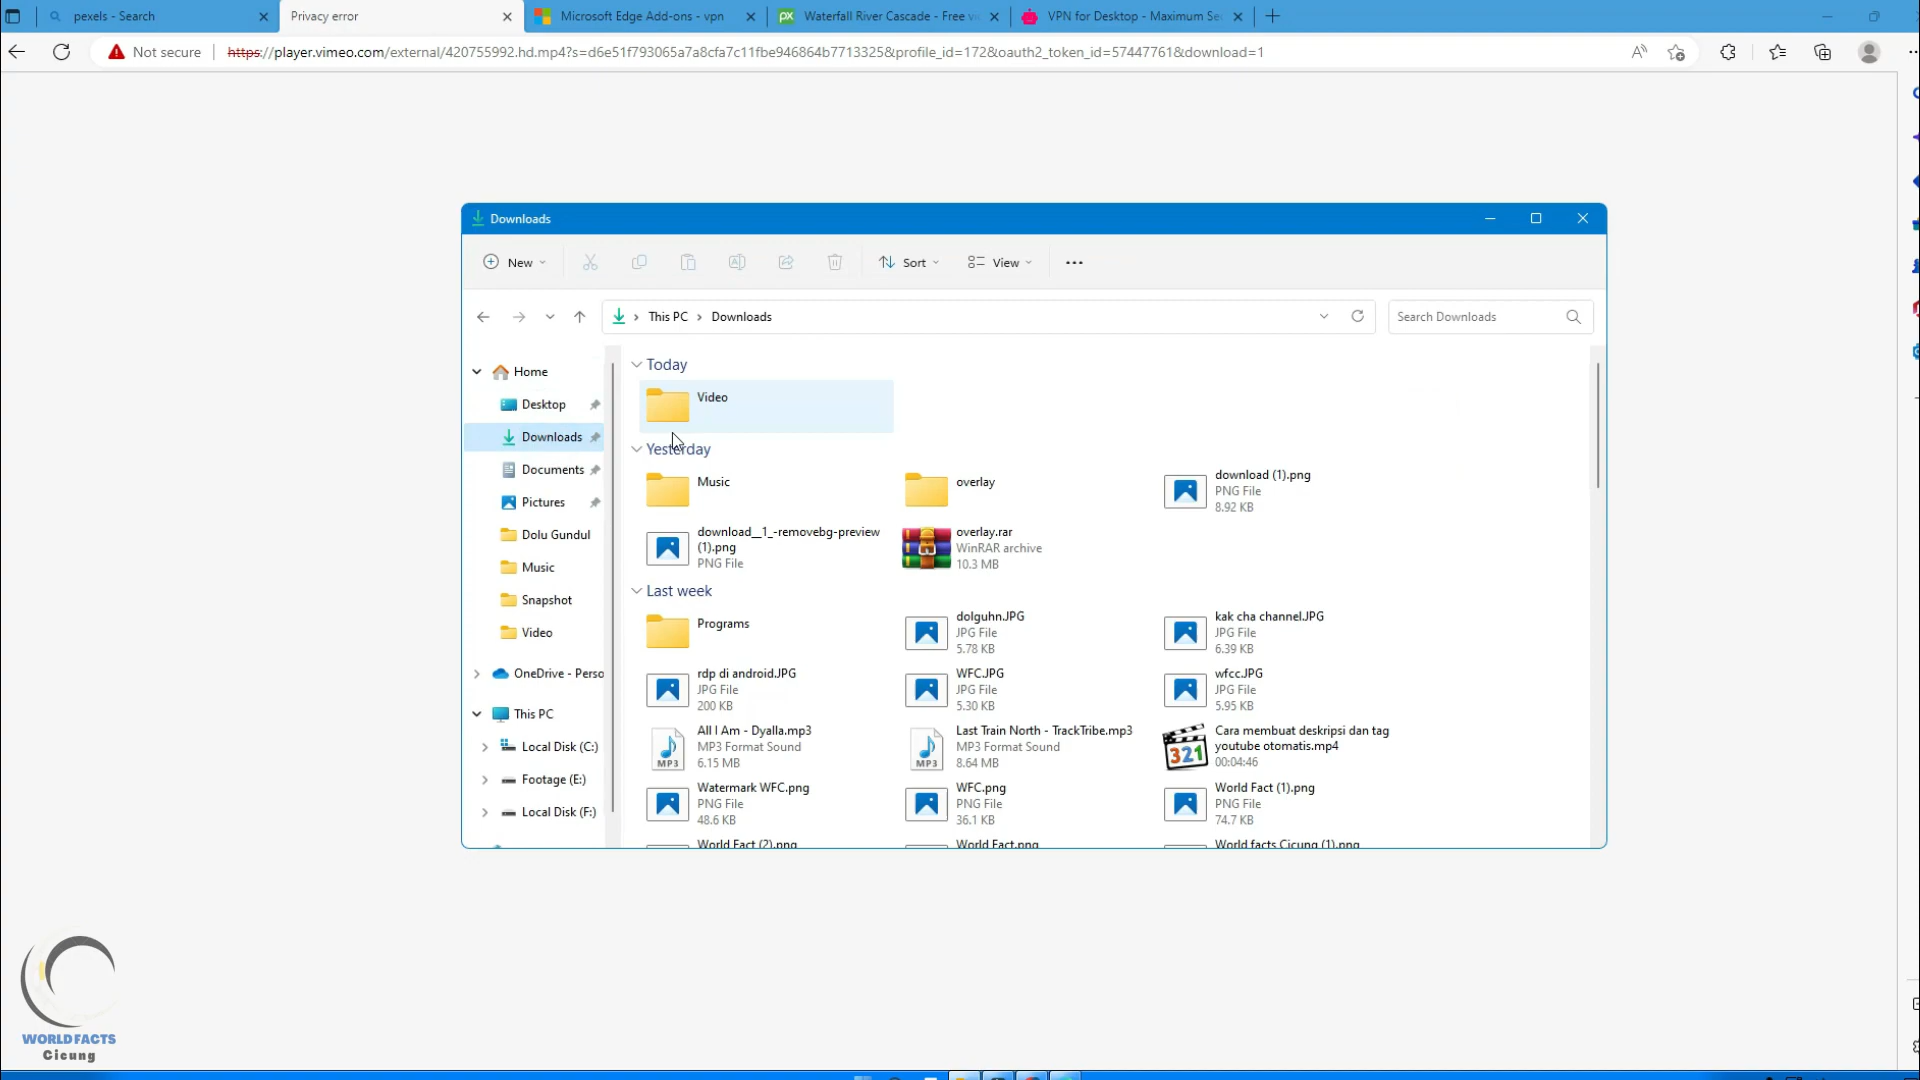 pexels - Search
Privacy error
Microsoft Edge Add-ons - vpn
Waterfall River Cascade - Free vi
VPN for Desktop - Maximum Se
Not secure
https://player.vimeo.com/external/420755992.hd.mp4?s=d6e51f793065a7a8cfa7c11fbe946864b7713325&profile_id=172&oauth2_token_id=57447761&download=1
Downloads
New
Sort
View
This PC
Downloads
Search Downloads
Home
Desktop
Downloads
Documents
Pictures
Dolu Gundul
Music
Snapshot
Video
OneDrive - Perso
This PC
Local Disk (C:)
Footage (E:)
Local Disk (F:)
Today
Video
Yesterday
Music
overlay
download (1).png
PNG File
8.92 KB
download__1_-removebg-preview
(1).png
PNG File
overlay.rar
WinRAR archive
10.3 MB
Last week
Programs
dolguhn.JPG
JPG File
5.78 KB
kak cha channel.JPG
JPG File
6.39 KB
rdp di android.JPG
JPG File
200 KB
WFC.JPG
JPG File
5.30 KB
wfcc.JPG
JPG File
5.95 KB
All I Am - Dyalla.mp3
MP3 Format Sound
6.15 MB
MP3
Last Train North - TrackTribe.mp3
MP3 Format Sound
8.64 MB
MP3
321
Cara membuat deskripsi dan tag
youtube otomatis.mp4
00:04:46
Watermark WFC.png
PNG File
48.6 KB
WFC.png
PNG File
36.1 KB
World Fact (1).png
PNG File
74.7 KB
World Fact (2).png
World Fact.png
World facts Cicung (1).png
WORLD FACTS
Cicung